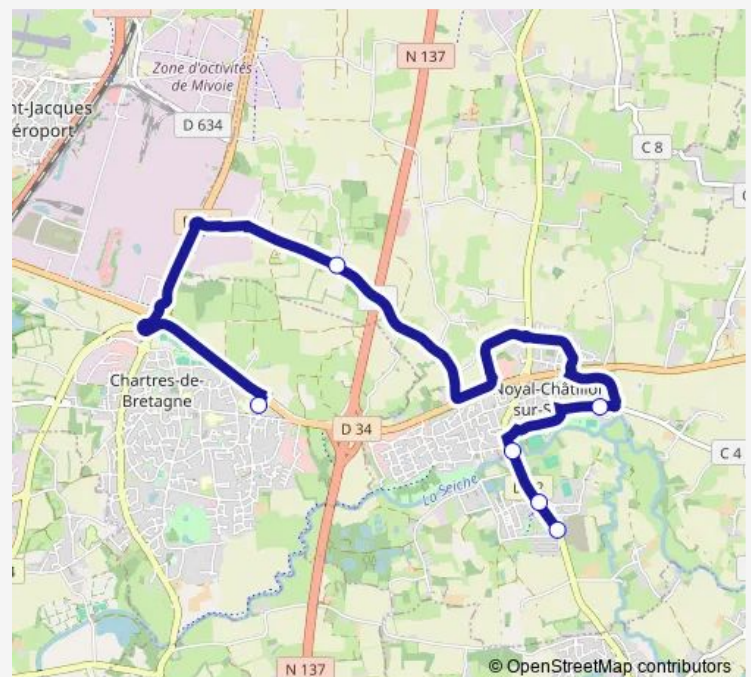 N 137
Zone d'activités
de Mivoie
nt-Jacques
éroport
D 634
C 8
Chartres-de-
Bretagne
Noyal-Châtillon
sur-S
D 34
C 4
La Seiche
N 137
© OpenStreetMap contributors